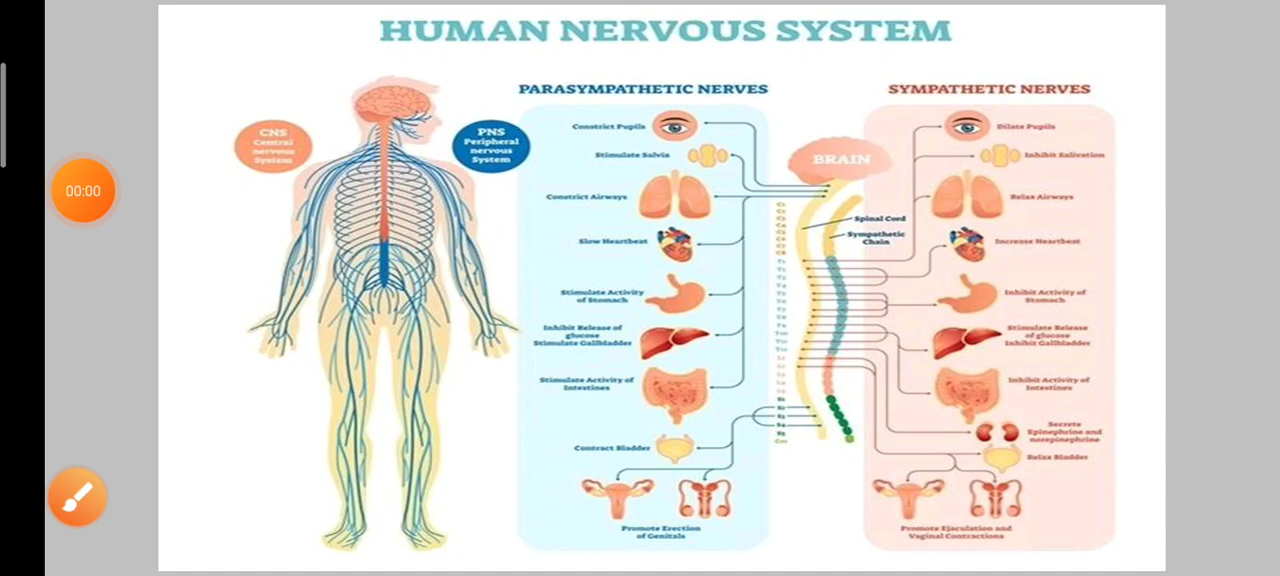 HUMAN NERVOUS SYSTEM
00:00
CNS
Central
nervous
System
PNS
Peripheral
nervous
System
PARASYMPATHETIC NERVES
Constrict Pupils
Stimulate Salvia
Constrict Airways
Slow Heartbeat
Stimulate Activity
of Stomach
Inhibit Release of
glucose
Stimulate Gallbladder
Stimulate Activity of
Intestines
Contract Bladder
Promote Erection
of Genitals
BRAIN
Spinal Cord
Sympathetic
Chain
SYMPATHETIC NERVES
Dilate Pupils
Inhibit Salivation
Relax Airways
Increase Heartbeat
Inhibit Activity of
Stomach
Stimulate Release
of glucose
Inhibit Gallbladder
Inhibit Activity of
Intestines
Secrete
Epinephrine and
norepinephrine
Relax Bladder
Promote Ejaculation and
Vaginal Contractions